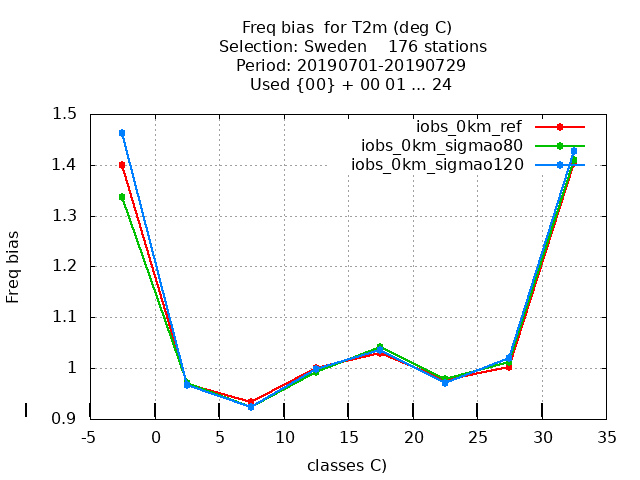 Freq bias  for T2m (deg C)
Selection: Sweden    176 stations
Period: 20190701-20190729
Used {00} + 00 01 ... 24
iobs_0km_ref
iobs_0km_sigmao80
iobs_0km_sigmao120
Freq bias
1.5
1.4
1.3
1.2
1.1
1
0.9
-5 0 5 10 15 20 25 30 35
classes C)